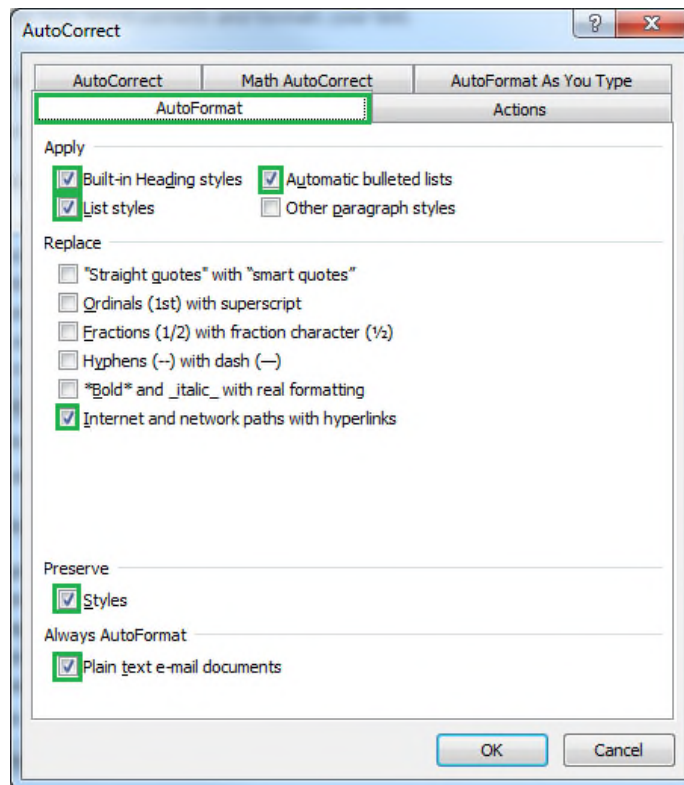 AutoCorrect
AutoCorrect Math AutoCorrect AutoFormat As You Type
AutoFormat Actions
Apply
Built-in Heading styles Automatic bulleted lists
List styles Other paragraph styles
Replace
"Straight quotes" with “smart quotes”
Ordinals (1st) with superscript
Fractions (1/2) with fraction character (½)
Hyphens (--) with dash (—)
*Bold* and _italic_ with real formatting
Internet and network paths with hyperlinks
Preserve
Styles
Always AutoFormat
Plain text e-mail documents
OK Cancel